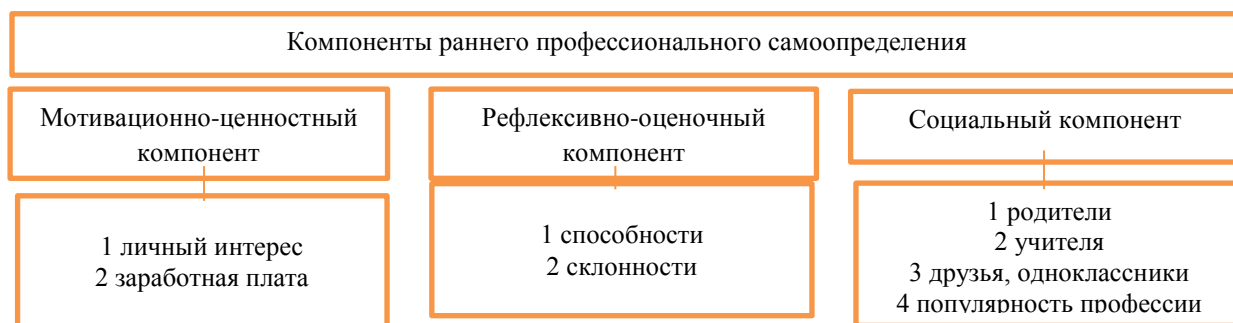 Компоненты раннего профессионального самоопределения
Мотивационно-ценностный
компонент
Рефлексивно-оценочный
компонент
Социальный компонент
1 личный интерес
2 заработная плата
1 способности
2 склонности
1 родители
2 учителя
3 друзья, одноклассники
4 популярность профессии